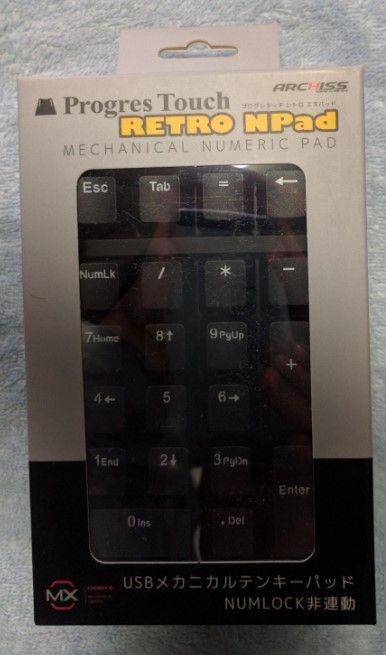 ARCHISS
Progres Touch
プログレスタッチ レトロ エヌパッド
RETRO NPad
MECHANICAL NUMERIC PAD
Esc Tab = ←
NumLk / * −
7Home 8↑ 9PgUp
+
4← 5 6→
1End 2↓ 3PgDn
Enter
0Ins .Del
MX
CHERRY
USBメカニカルテンキーパッド
NUMLOCK非連動